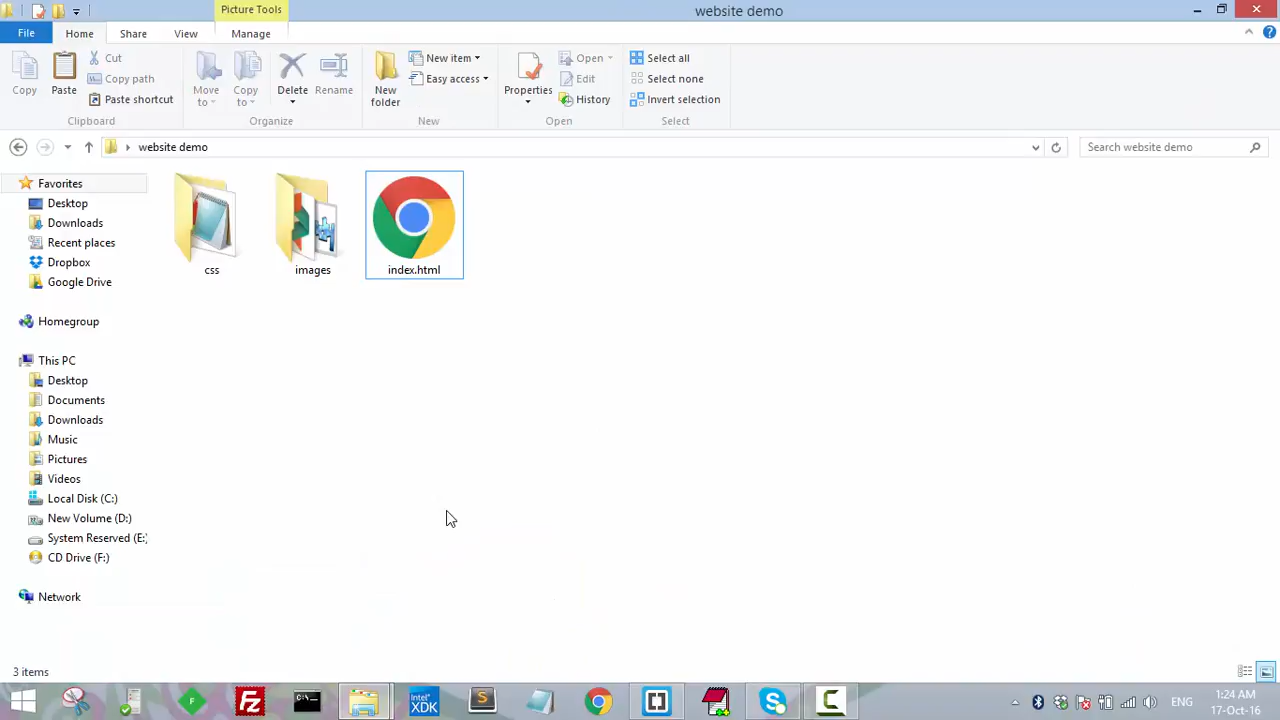 Picture Tools
website demo
File
Home
Share
View
Manage
Copy
Paste
Cut
Copy path
Paste shortcut
Clipboard
Move to
Copy to
Delete
Rename
Organize
New folder
New item
Easy access
New
Properties
Open
Edit
History
Open
Select all
Select none
Invert selection
Select
website demo
Search website demo
Favorites
Desktop
Downloads
Recent places
Dropbox
Google Drive
Homegroup
This PC
Desktop
Documents
Downloads
Music
Pictures
Videos
Local Disk (C:)
New Volume (D:)
System Reserved (E:)
CD Drive (F:)
Network
css
images
index.html
3 items
F
Fz
Intel®
XDK
S
C
ENG
1:24 AM
17-Oct-16